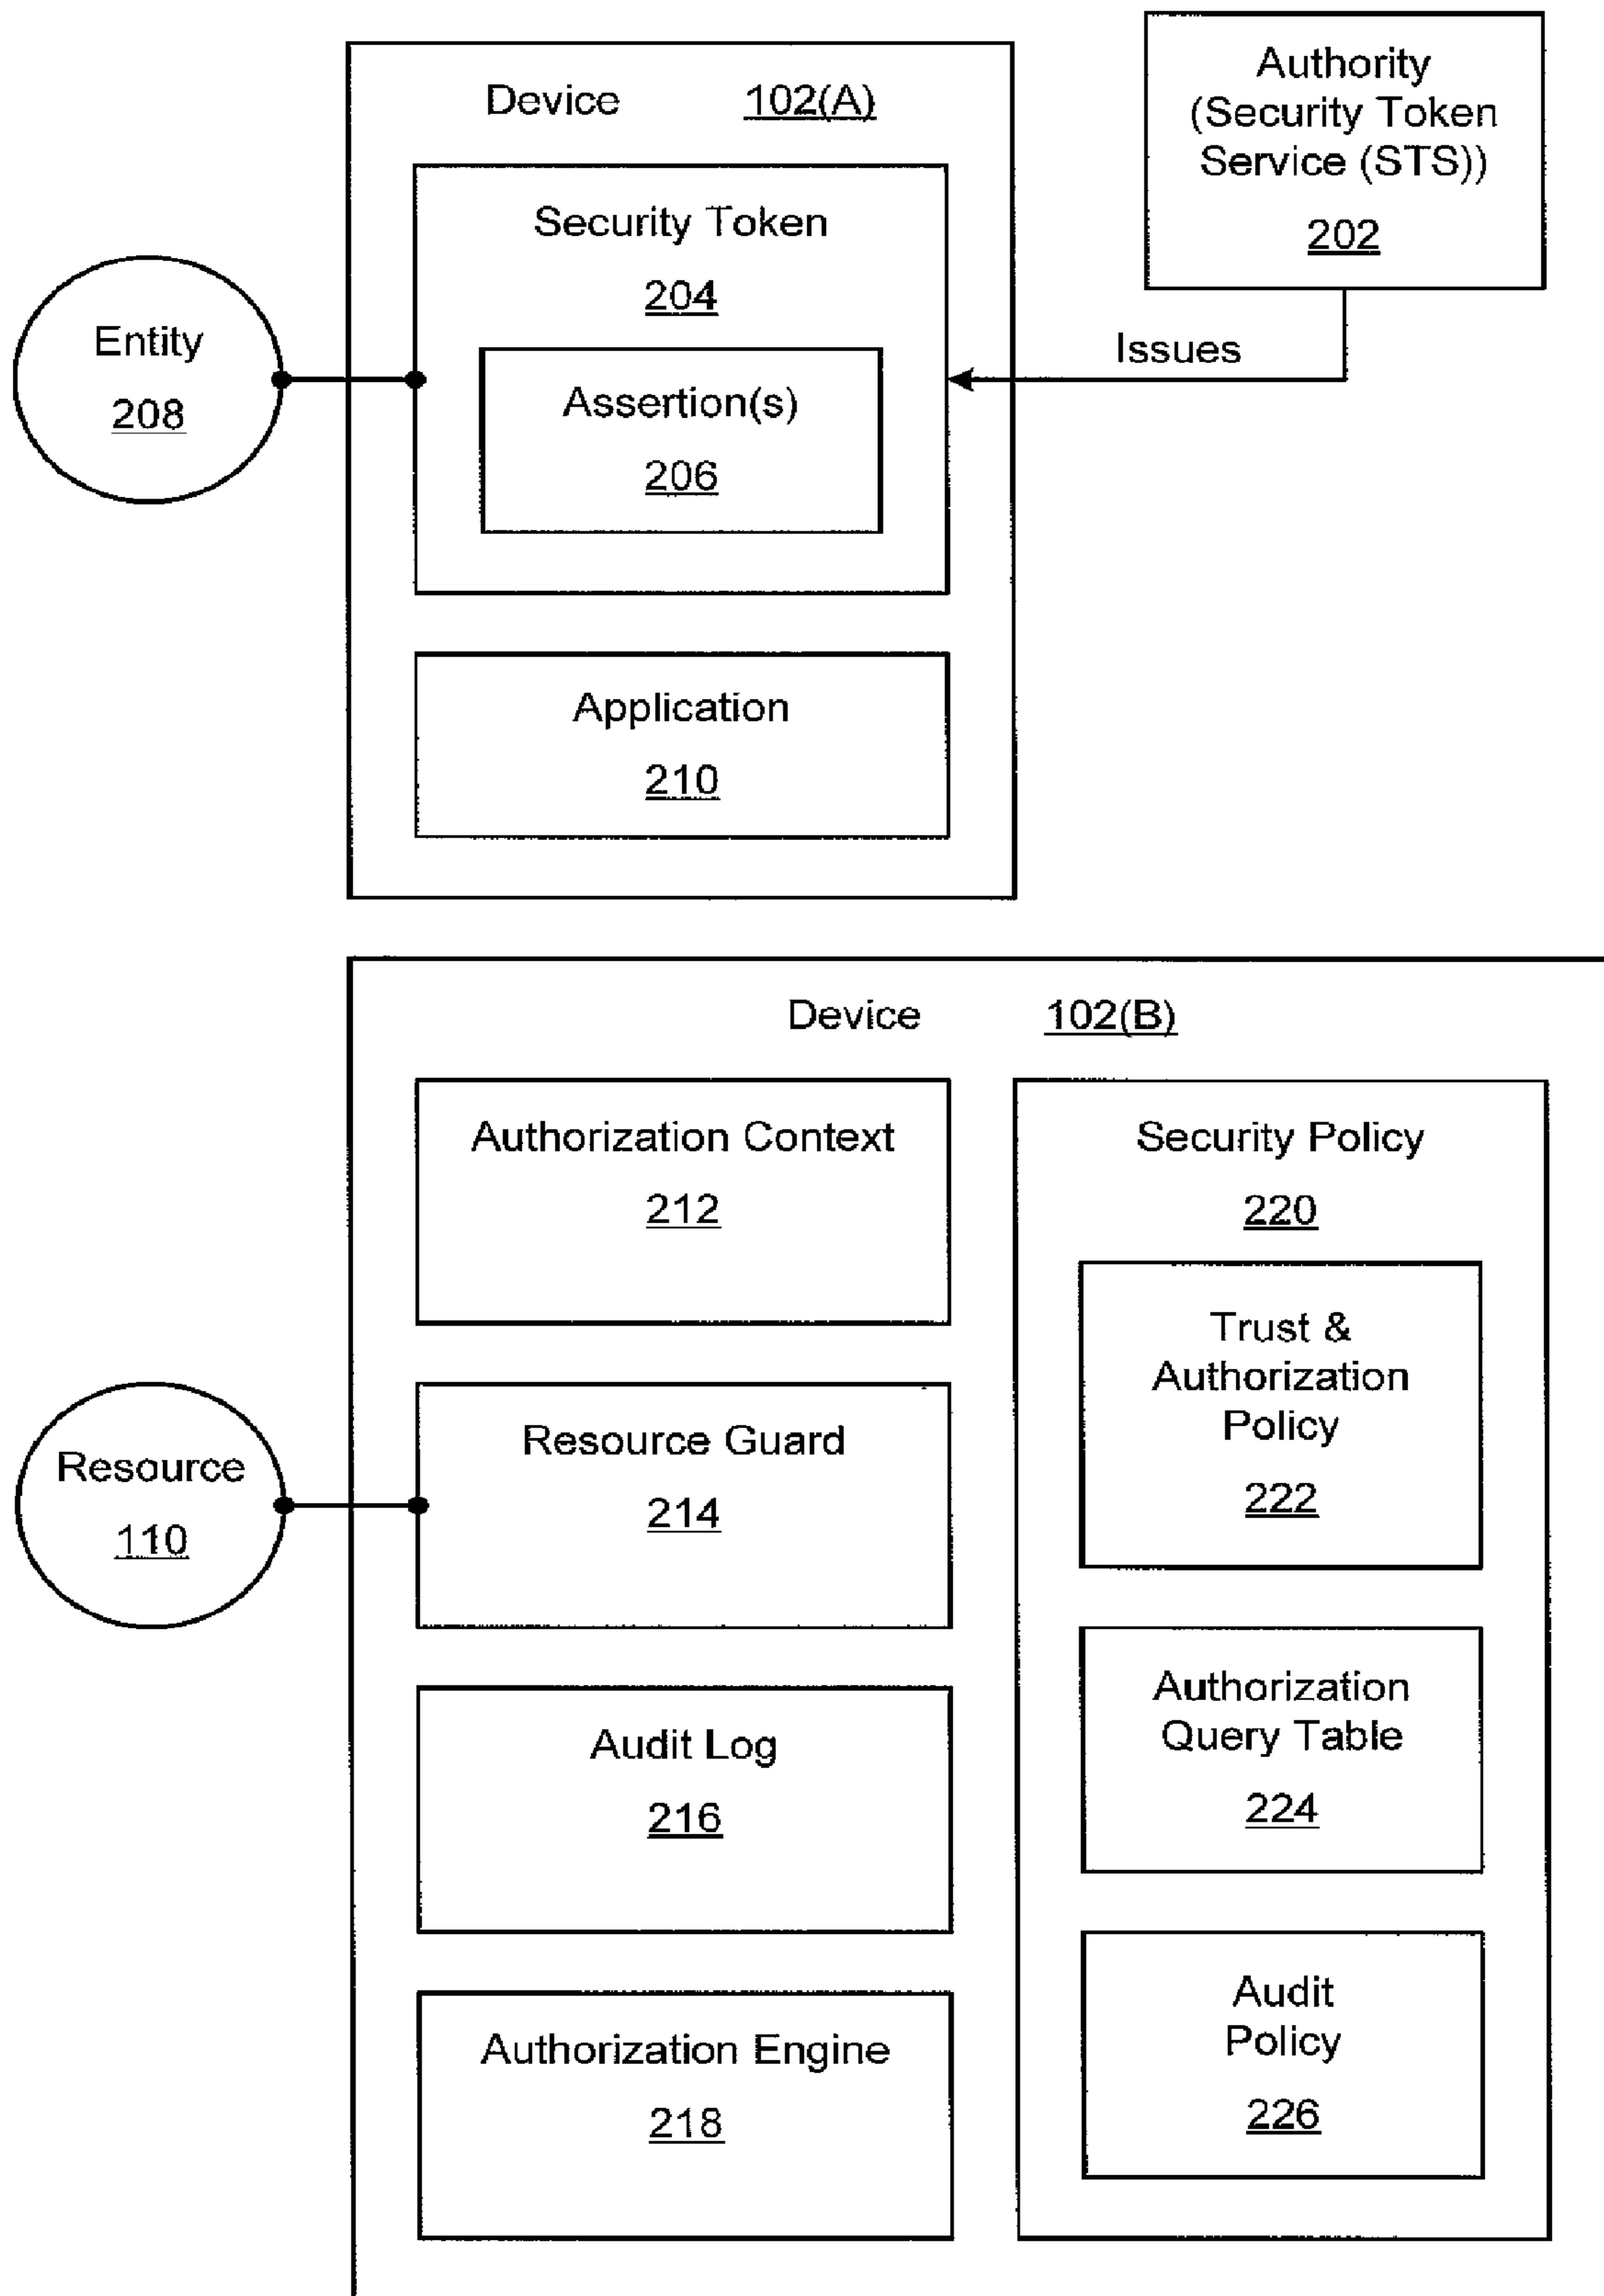 Device 102(A)
Authority
(Security Token
Service (STS))
202
Security Token
204
Entity
208
Issues
Assertion(s)
206
Application
210
Device 102(B)
Authorization Context
212
Security Policy
220
Trust &
Authorization
Policy
222
Resource
110
Resource Guard
214
Authorization
Query Table
224
Audit Log
216
Audit
Policy
226
Authorization Engine
218